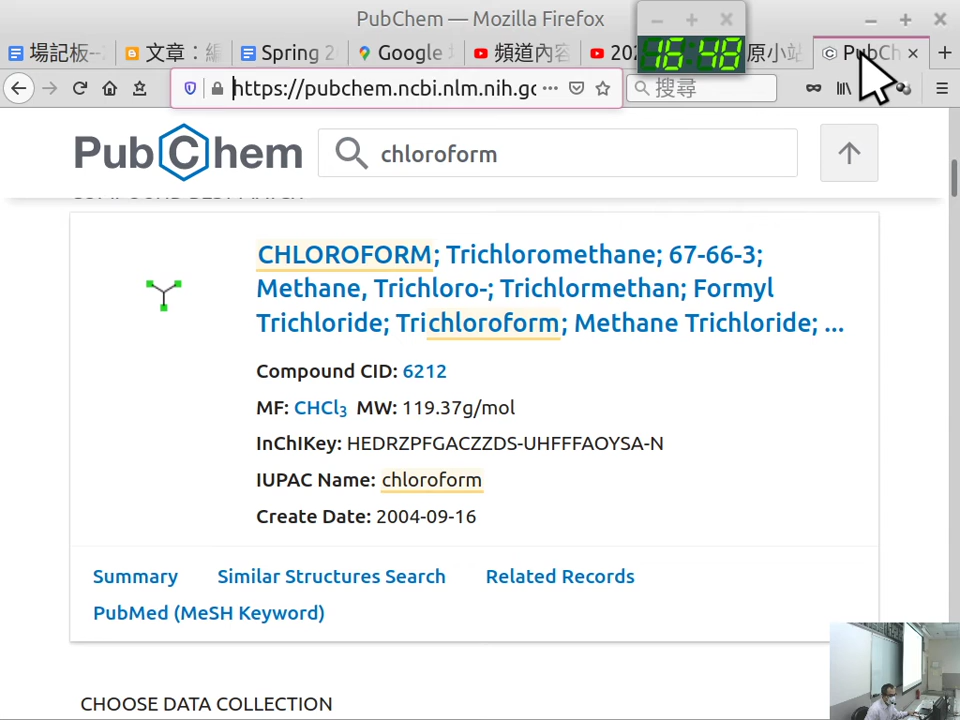 PubChem — Mozilla Firefox
16:48
場記板--
文章：編
Spring 2
Google
頻道內容
原小站
PubCh
https://pubchem.ncbi.nlm.nih.go
搜尋
PubChem
chloroform
CHLOROFORM; Trichloromethane; 67-66-3;
Methane, Trichloro-; Trichlormethan; Formyl
Trichloride; Trichloroform; Methane Trichloride; ...
Compound CID: 6212
MF: CHCl3 MW: 119.37g/mol
InChIKey: HEDRZPFGACZZDS-UHFFFAOYSA-N
IUPAC Name: chloroform
Create Date: 2004-09-16
Summary
Similar Structures Search
Related Records
PubMed (MeSH Keyword)
CHOOSE DATA COLLECTION